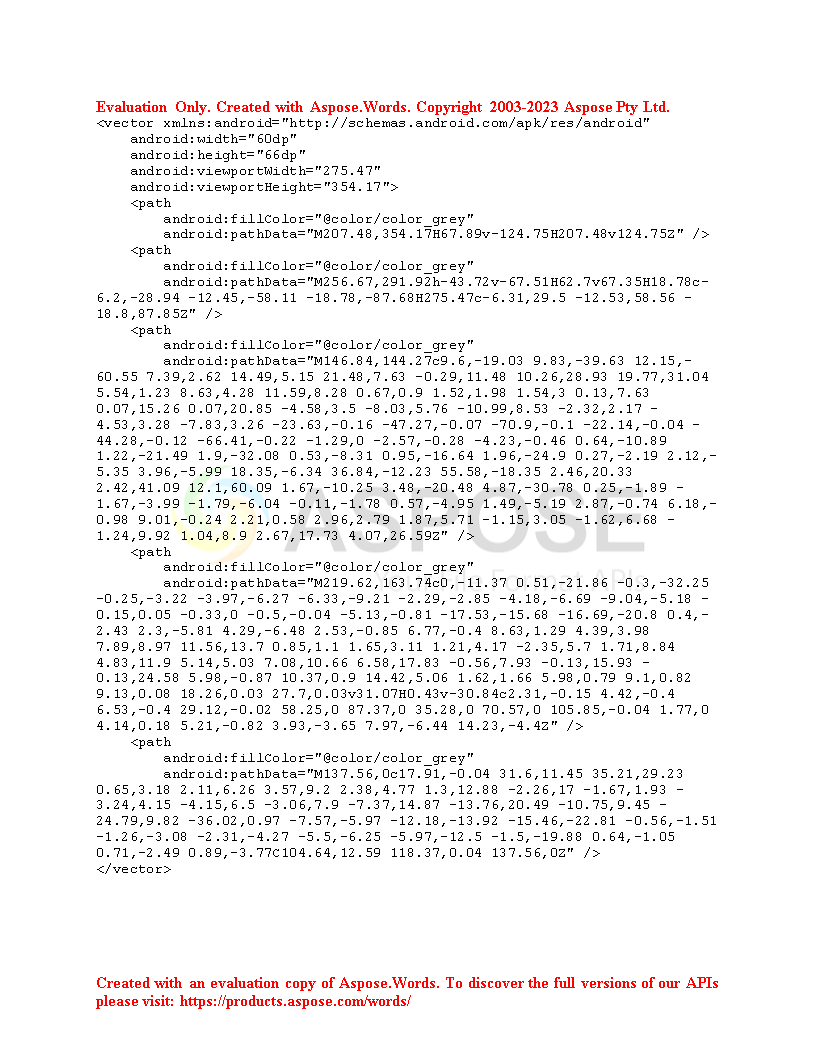 Evaluation Only. Created with Aspose.Words. Copyright 2003-2023 Aspose Pty Ltd.
<vector xmlns:android="http://schemas.android.com/apk/res/android"
android:width="60dp"
android:height="66dp"
android:viewportWidth="275.47"
android:viewportHeight="354.17">
<path
android:fillColor="@color/color_grey"
android:pathData="M207.48,354.17H67.89v-124.75H207.48v124.75Z" />
<path
android:fillColor="@color/color_grey"
android:pathData="M256.67,291.92h-43.72v-67.51H62.7v67.35H18.78c-
6.2,-28.94 -12.45,-58.11 -18.78,-87.68H275.47c-6.31,29.5 -12.53,58.56 -
18.8,87.85Z" />
<path
android:fillColor="@color/color_grey"
android:pathData="M146.84,144.27c9.6,-19.03 9.83,-39.63 12.15,-
60.55 7.39,2.62 14.49,5.15 21.48,7.63 -0.29,11.48 10.26,28.93 19.77,31.04
5.54,1.23 8.63,4.28 11.59,8.28 0.67,0.9 1.52,1.98 1.54,3 0.13,7.63
0.07,15.26 0.07,20.85 -4.58,3.5 -8.03,5.76 -10.99,8.53 -2.32,2.17 -
4.53,3.28 -7.83,3.26 -23.63,-0.16 -47.27,-0.07 -70.9,-0.1 -22.14,-0.04 -
44.28,-0.12 -66.41,-0.22 -1.29,0 -2.57,-0.28 -4.23,-0.46 0.64,-10.89
1.22,-21.49 1.9,-32.08 0.53,-8.31 0.95,-16.64 1.96,-24.9 0.27,-2.19 2.12,-
5.35 3.96,-5.99 18.35,-6.34 36.84,-12.23 55.58,-18.35 2.46,20.33
2.42,41.09 12.1,60.09 1.67,-10.25 3.48,-20.48 4.87,-30.78 0.25,-1.89 -
1.67,-3.99 -1.79,-6.04 -0.11,-1.78 0.57,-4.95 1.49,-5.19 2.87,-0.74 6.18,-
0.98 9.01,-0.24 2.21,0.58 2.96,2.79 1.87,5.71 -1.15,3.05 -1.62,6.68 -
1.24,9.92 1.04,8.9 2.67,17.73 4.07,26.59Z" />
ASPOSE
<path
android:fillColor="@color/color_grey"
android:pathData="M219.62,163.74c0,-11.37 0.51,-21.86 -0.3,-32.25
-0.25,-3.22 -3.97,-6.27 -6.33,-9.21 -2.29,-2.85 -4.18,-6.69 -9.04,-5.18 -
0.15,0.05 -0.33,0 -0.5,-0.04 -5.13,-0.81 -17.53,-15.68 -16.69,-20.8 0.4,-
2.43 2.3,-5.81 4.29,-6.48 2.53,-0.85 6.77,-0.4 8.63,1.29 4.39,3.98
7.89,8.97 11.56,13.7 0.85,1.1 1.65,3.11 1.21,4.17 -2.35,5.7 1.71,8.84
4.83,11.9 5.14,5.03 7.08,10.66 6.58,17.83 -0.56,7.93 -0.13,15.93 -
0.13,24.58 5.98,-0.87 10.37,0.9 14.42,5.06 1.62,1.66 5.98,0.79 9.1,0.82
9.13,0.08 18.26,0.03 27.7,0.03v31.07H0.43v-30.84c2.31,-0.15 4.42,-0.4
6.53,-0.4 29.12,-0.02 58.25,0 87.37,0 35.28,0 70.57,0 105.85,-0.04 1.77,0
4.14,0.18 5.21,-0.82 3.93,-3.65 7.97,-6.44 14.23,-4.4Z" />
<path
android:fillColor="@color/color_grey"
android:pathData="M137.56,0c17.91,-0.04 31.6,11.45 35.21,29.23
0.65,3.18 2.11,6.26 3.57,9.2 2.38,4.77 1.3,12.88 -2.26,17 -1.67,1.93 -
3.24,4.15 -4.15,6.5 -3.06,7.9 -7.37,14.87 -13.76,20.49 -10.75,9.45 -
24.79,9.82 -36.02,0.97 -7.57,-5.97 -12.18,-13.92 -15.46,-22.81 -0.56,-1.51
-1.26,-3.08 -2.31,-4.27 -5.5,-6.25 -5.97,-12.5 -1.5,-19.88 0.64,-1.05
0.71,-2.49 0.89,-3.77C104.64,12.59 118.37,0.04 137.56,0Z" />
</vector>
Created with an evaluation copy of Aspose.Words. To discover the full versions of our APIs
please visit: https://products.aspose.com/words/